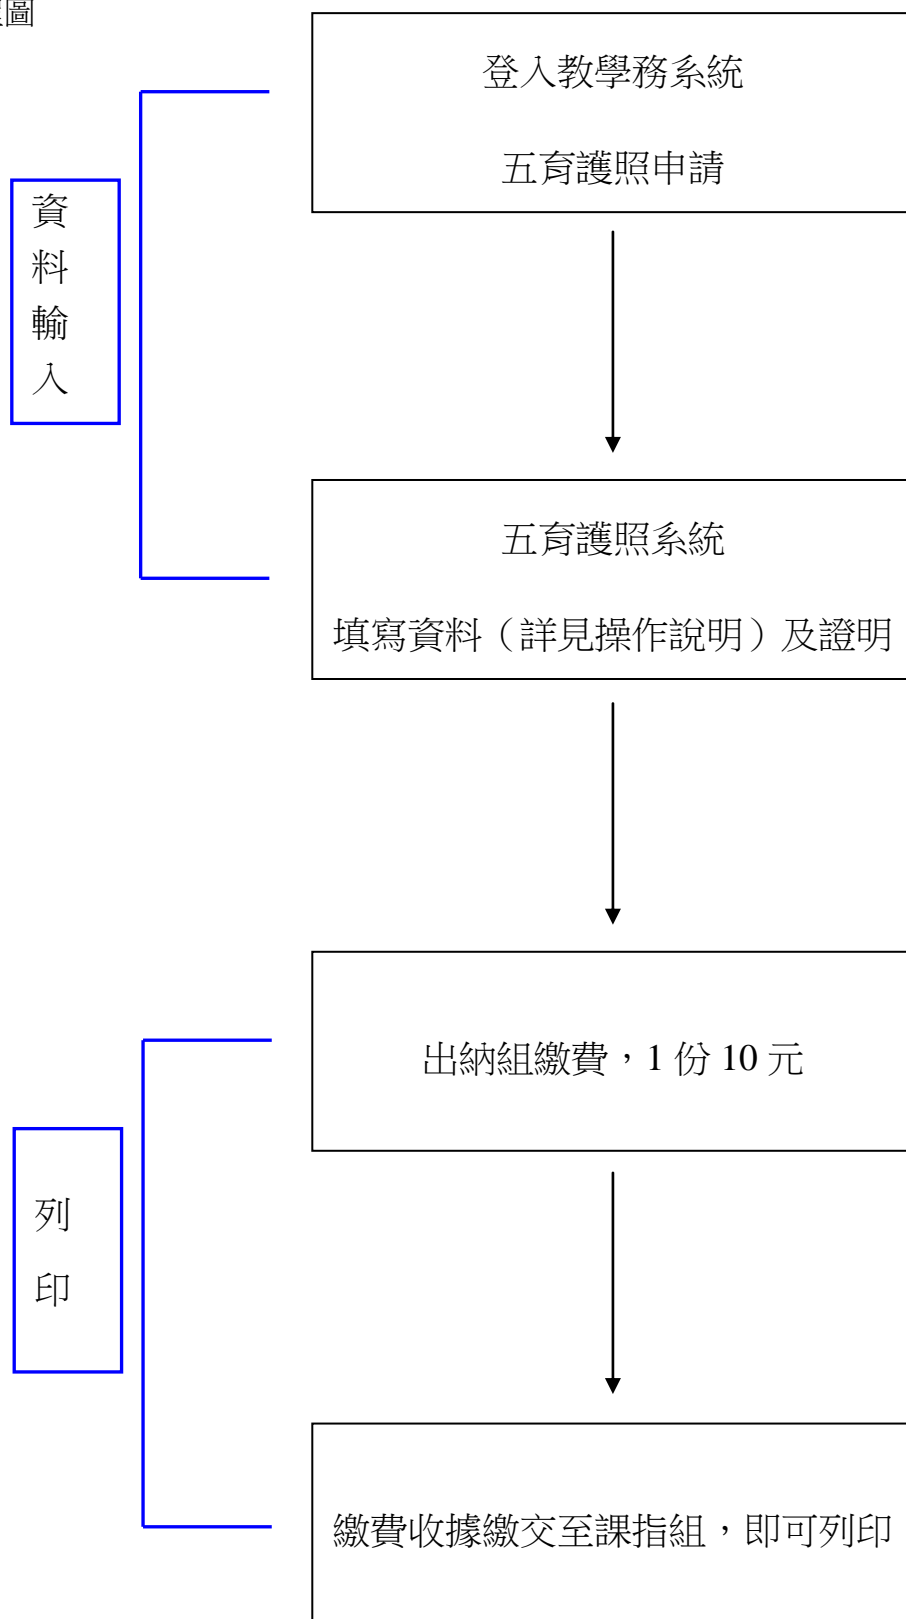 圖
登入教學務系統
五育護照申請
資料輸入
五育護照系統
填寫資料（詳見操作說明）及證明
出納組繳費，1 份 10 元
列印
繳費收據繳交至課指組，即可列印